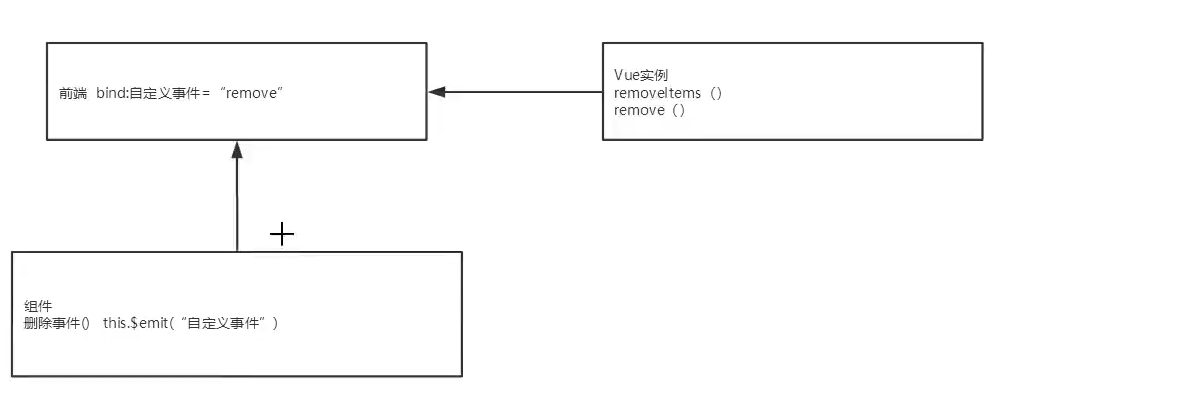 前端 bind:自定义事件=“remove”
Vue实例
removeItems（）
remove（）
组件
删除事件() this.$emit(“自定义事件”)